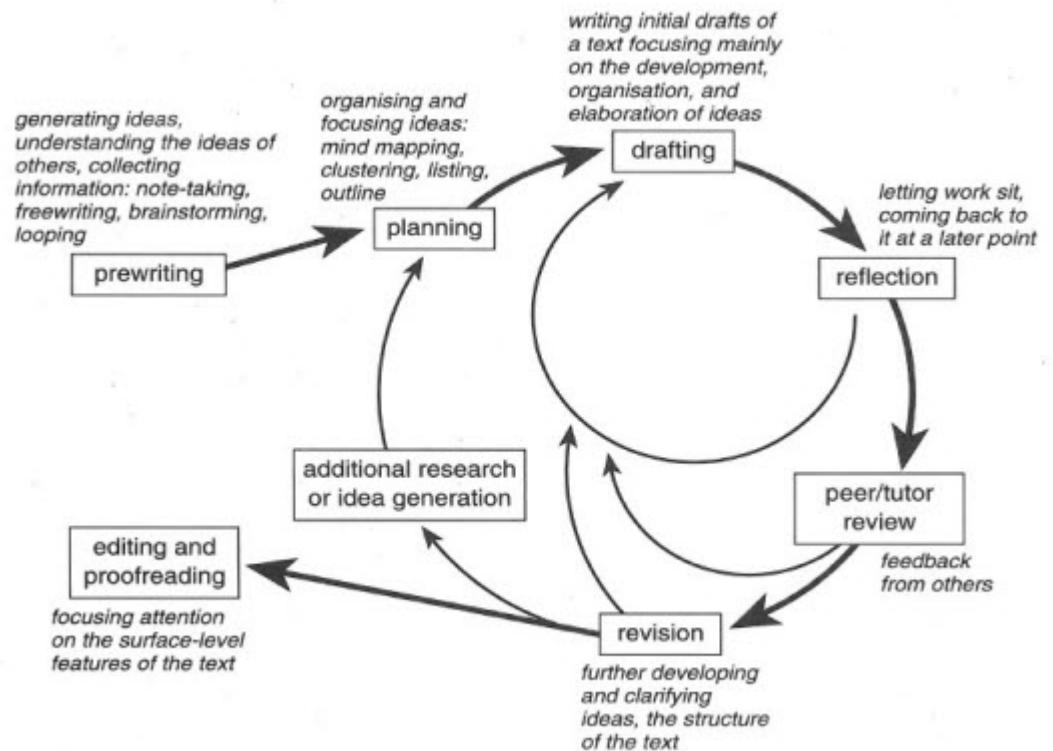 generating ideas,
understanding the ideas of
others, collecting
information: note-taking,
freewriting, brainstorming,
looping
prewriting
organising and
focusing ideas:
mind mapping,
clustering, listing,
outline
planning
writing initial drafts of
a text focusing mainly
on the development,
organisation, and
elaboration of ideas
drafting
letting work sit,
coming back to
it at a later point
reflection
peer/tutor
review
feedback
from others
revision
further developing
and clarifying
ideas, the structure
of the text
additional research
or idea generation
editing and
proofreading
focusing attention
on the surface-level
features of the text